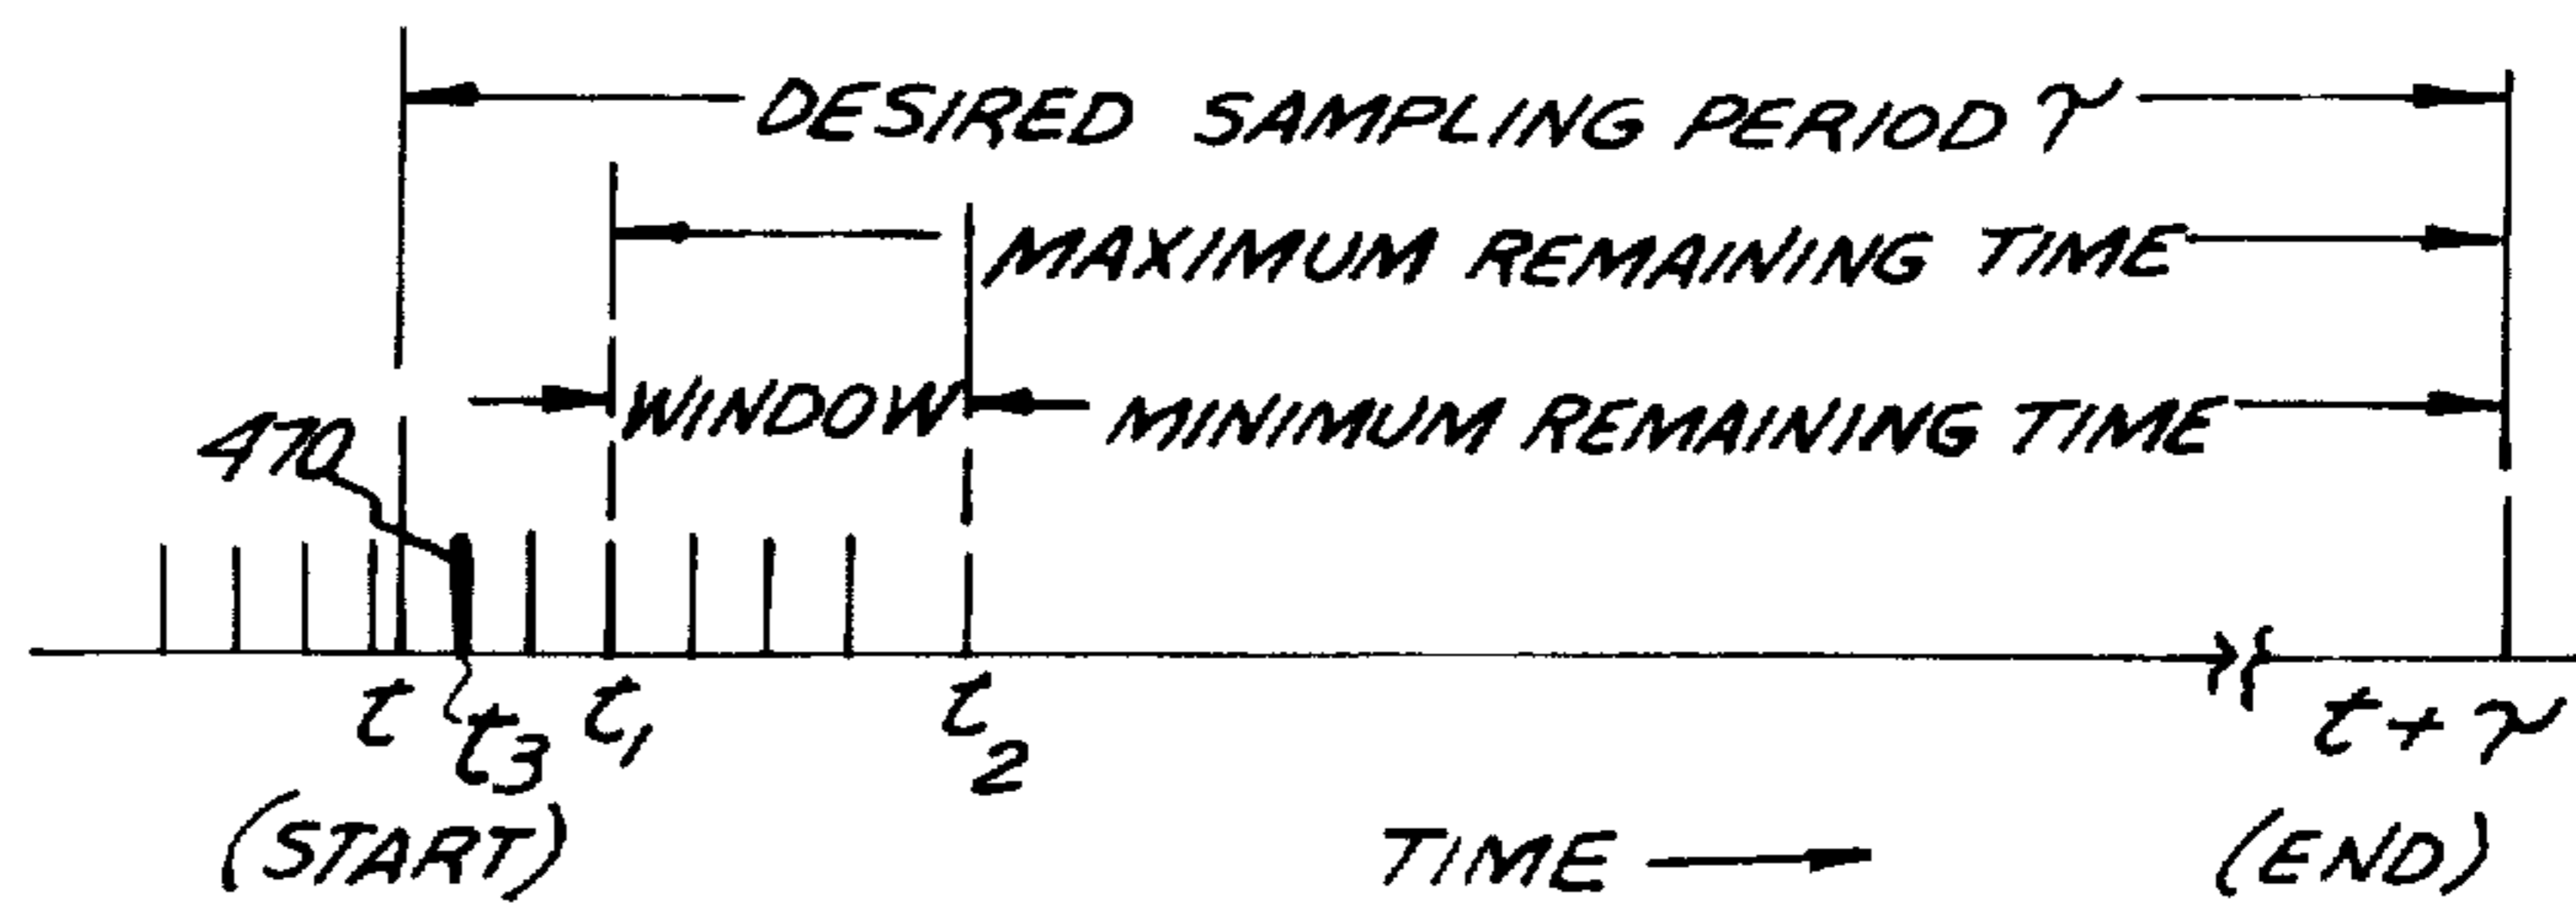 DESIRED SAMPLING PERIOD τ
MAXIMUM REMAINING TIME
WINDOW MINIMUM REMAINING TIME
470
t t₃ t₁ t₂ t+τ
(START) TIME (END)